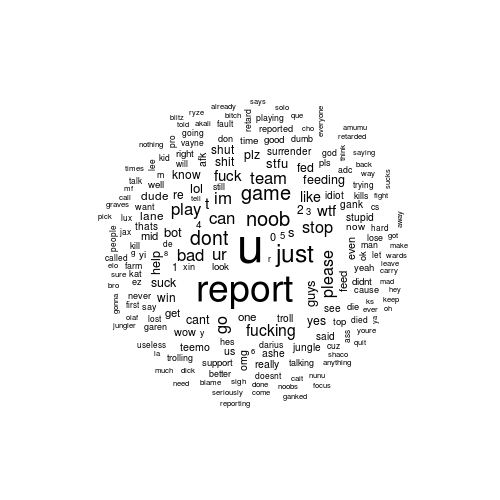 says
already
ryze
bitch
solo
blitz
akali
retard
playing
que
cho
everyone
told
fault
reported
amumu
pro
going
don
time
good
dumb
retarded
nothing
vayne
shut
plz
surrender
god
think
saying
kid
right
afk
shit
stfu
fed
pls
adc
back
times
lee
will
know
fuck
team
feeding
trying
way
talk
m
well
re
lol
still
game
like
idiot
kills
fight
sucks
mf
call
dude
tell
t
im
2
3
wtf
gank
cs
graves
want
play
can
noob
stop
stupid
away
pick
lux
lane
4
s
now
hard
jax
thats
bot
dont
u
0
5
just
even
lose
got
people
mid
de
bad
ur
r
please
ok
man
make
kill
help
8
look
guys
feed
bed
let
wards
called
g
yi
1
xin
yeah
leave
elo
farm
report
didnt
carry
sure
kat
suck
cause
mad
bro
ez
win
see
die
ks
hey
gonna
never
get
go
one
troll
yes
top
ever
keep
first
say
cant
fucking
died
ya
oh
olaf
lost
wow
y
said
ass
youre
jungler
garen
hes
darius
jungle
cuz
quit
useless
teemo
us
omg
6
ashe
shaco
la
trolling
support
really
talking
anything
much
dick
better
doesnt
cait
nunu
need
blame
sigh
done
noobs
focus
seriously
come
ganked
reporting